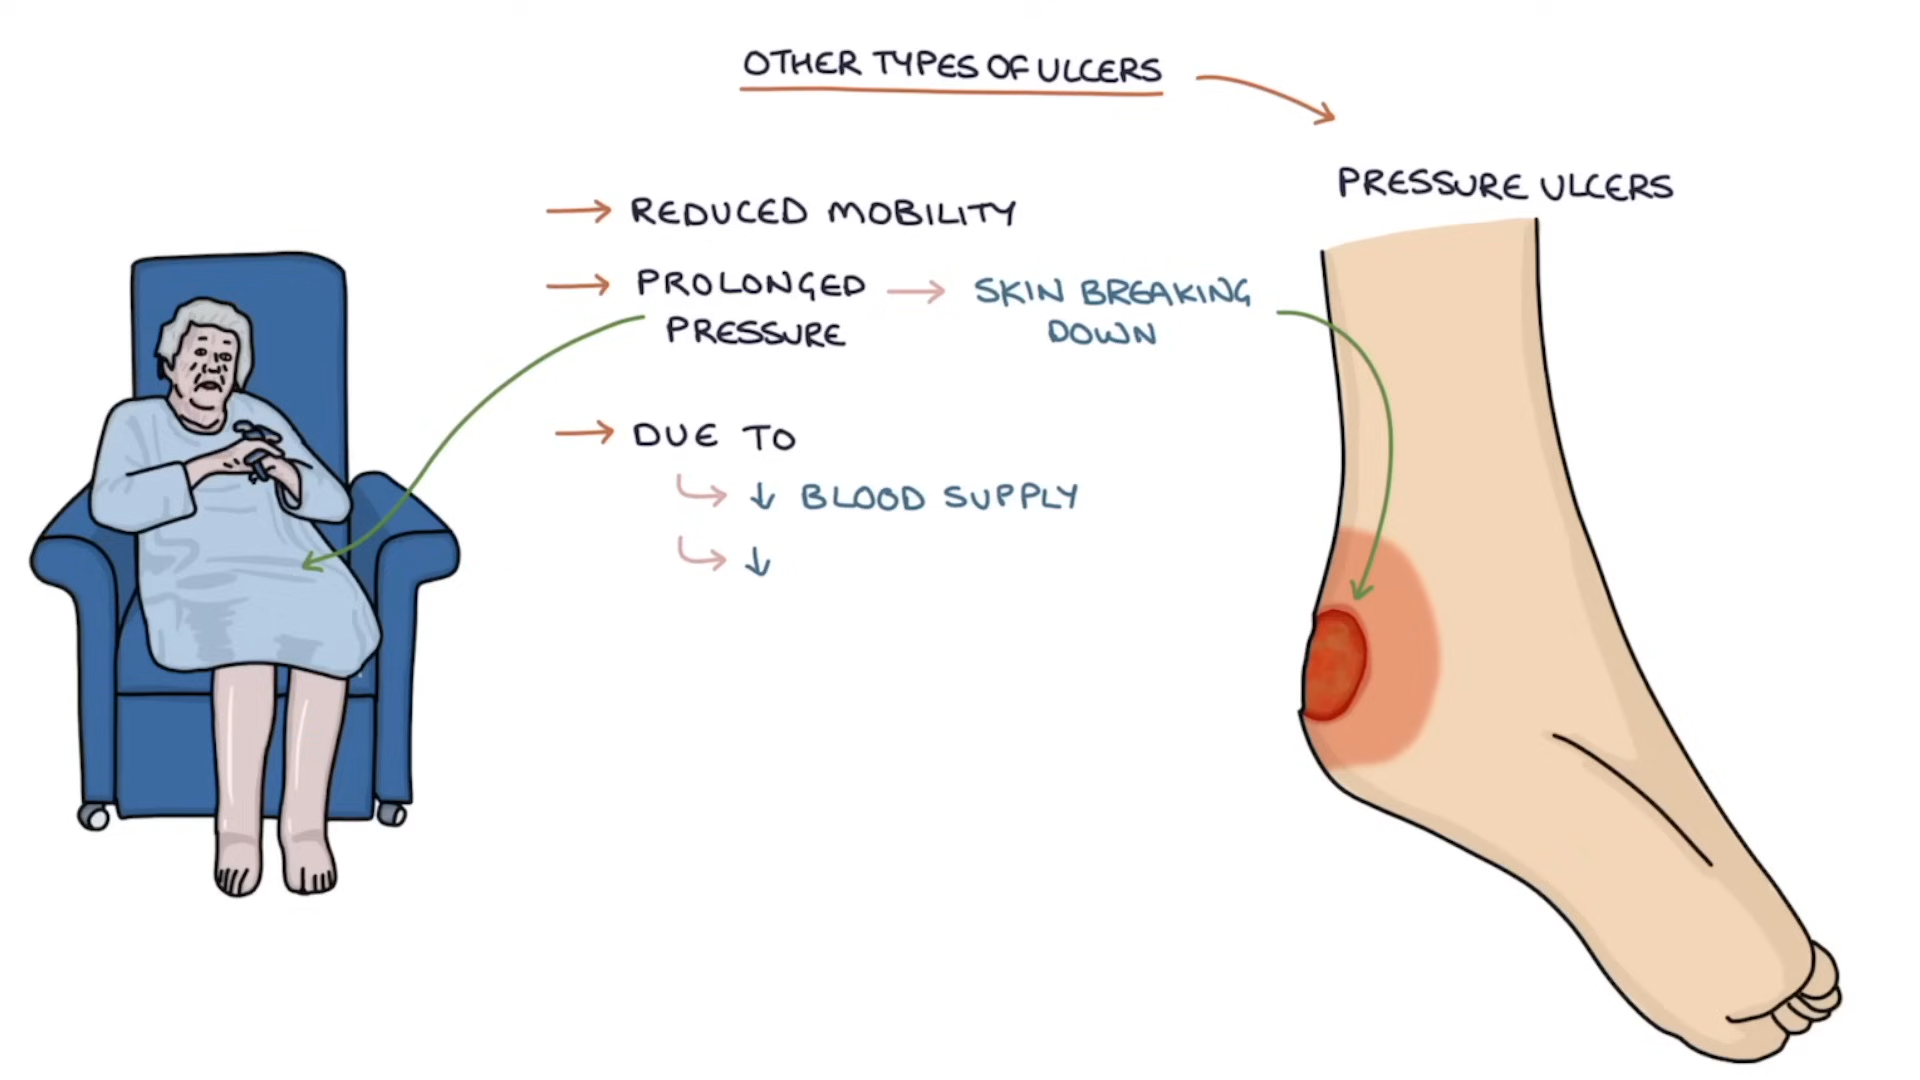 OTHER TYPES OF ULCERS
PRESSURE ULCERS
→ REDUCED MOBILITY
→ PROLONGED → SKIN BREAKING
PRESSURE DOWN
→ DUE TO
↳ ↓ BLOOD SUPPLY
↳ ↓